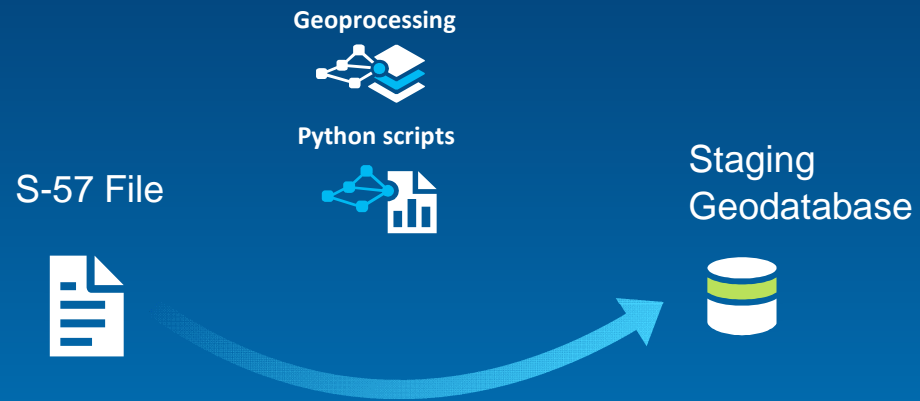 Geoprocessing
Python scripts
S-57 File
Staging
Geodatabase